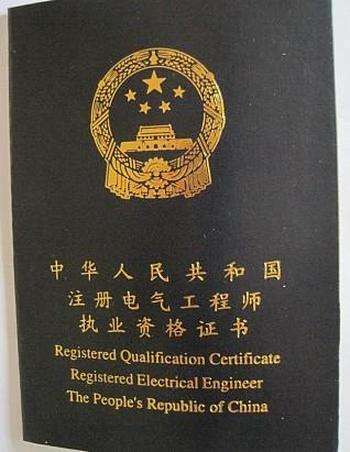 中华人民共和国
注册电气工程师
执业资格证书
Registered Qualification Certificate
Registered Electrical Engineer
The People's Republic of China